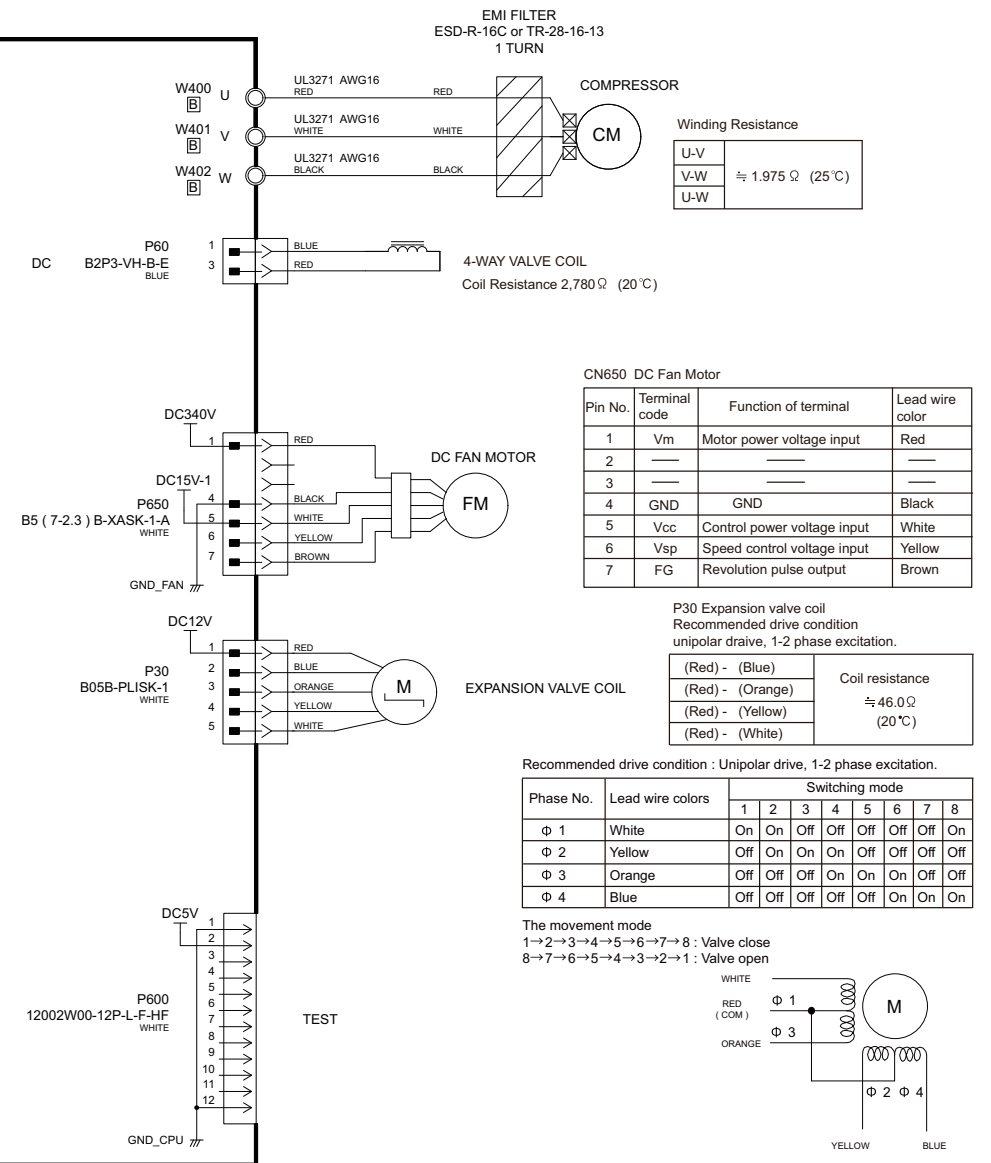 EMI FILTER
ESD-R-16C or TR-28-16-13
1 TURN
COMPRESSOR
W400 U
B
UL3271 AWG16
RED RED
W401 V
B
UL3271 AWG16
WHITE WHITE
W402 W
B
UL3271 AWG16
BLACK BLACK
CM
Winding Resistance
U-V
V-W ≒ 1.975 Ω (25℃)
U-W
DC
P60
B2P3-VH-B-E
BLUE
1 BLUE
3 RED
4-WAY VALVE COIL
Coil Resistance 2,780Ω (20℃)
CN650 DC Fan Motor
Pin No. Terminal code Function of terminal Lead wire color
1 Vm Motor power voltage input Red
2 — — —
3 — — —
4 GND GND Black
5 Vcc Control power voltage input White
6 Vsp Speed control voltage input Yellow
7 FG Revolution pulse output Brown
DC340V
DC15V-1
P650
B5 ( 7-2.3 ) B-XASK-1-A
WHITE
GND_FAN
1 RED
4 BLACK
5 WHITE
6 YELLOW
7 BROWN
DC FAN MOTOR
FM
P30 Expansion valve coil
Recommended drive condition
unipolar draive, 1-2 phase excitation.
(Red) - (Blue)
(Red) - (Orange)
(Red) - (Yellow)
(Red) - (White)
Coil resistance
≒46.0Ω
(20℃)
DC12V
P30
B05B-PLISK-1
WHITE
1 RED
2 BLUE
3 ORANGE
4 YELLOW
5 WHITE
M
EXPANSION VALVE COIL
Recommended drive condition : Unipolar drive, 1-2 phase excitation.
Phase No. Lead wire colors Switching mode
1 2 3 4 5 6 7 8
Φ 1 White On On Off Off Off Off Off On
Φ 2 Yellow Off On On On Off Off Off Off
Φ 3 Orange Off Off Off On On On Off Off
Φ 4 Blue Off Off Off Off Off On On On
The movement mode
1→2→3→4→5→6→7→8 : Valve close
8→7→6→5→4→3→2→1 : Valve open
DC5V
P600
12002W00-12P-L-F-HF
WHITE
1
2
3
4
5
6
7
8
9
10
11
12
GND_CPU
TEST
WHITE
RED
( COM )
ORANGE
Φ 1
Φ 3
M
Φ 2 Φ 4
YELLOW BLUE